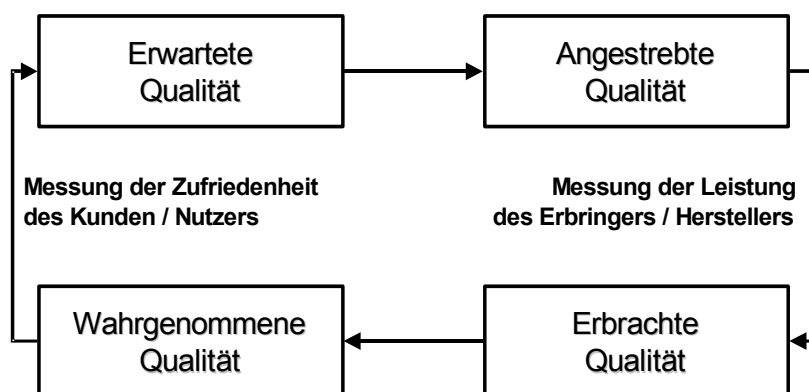 Erwartete
Qualität
Angestrebte
Qualität
Messung der Zufriedenheit
des Kunden / Nutzers
Messung der Leistung
des Erbringers / Herstellers
Wahrgenommene
Qualität
Erbrachte
Qualität